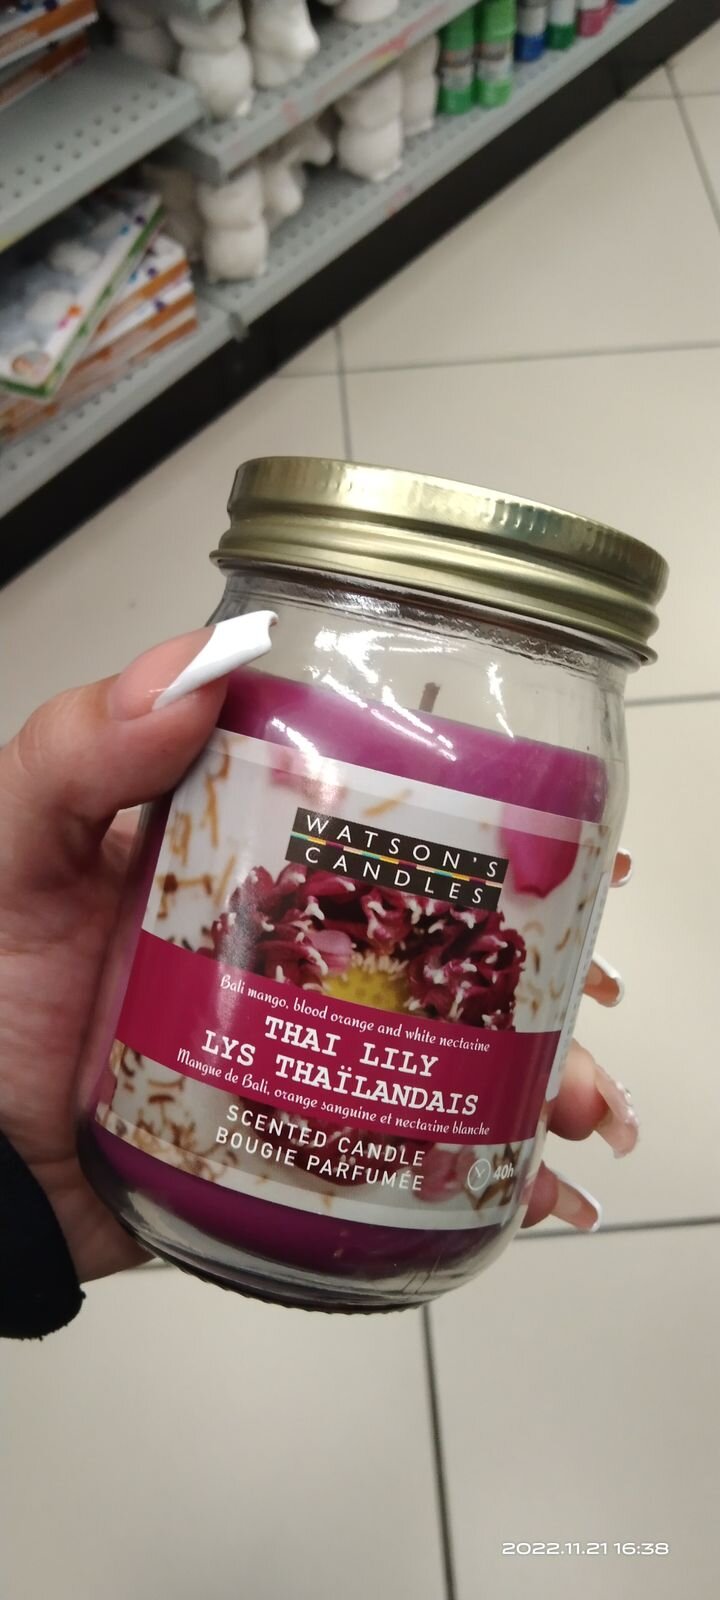 WATSON'S
CANDLES
Bali mango, blood orange and white nectarine
THAI LILY
LYS THAÏLANDAIS
Mangue de Bali, orange sanguine et nectarine blanche
SCENTED CANDLE
BOUGIE PARFUMÉE
40h
2022.11.21 16:38